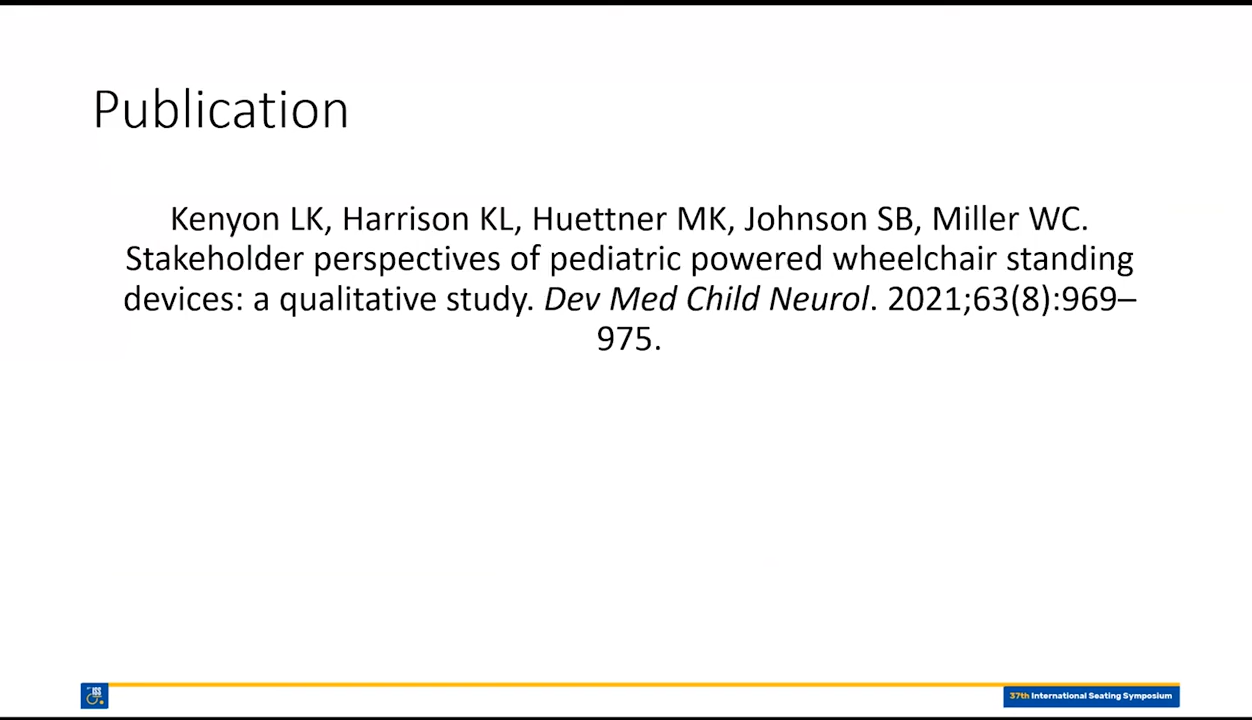 Publication
Kenyon LK, Harrison KL, Huettner MK, Johnson SB, Miller WC.
Stakeholder perspectives of pediatric powered wheelchair standing
devices: a qualitative study. Dev Med Child Neurol. 2021;63(8):969–
975.
ISS
37th International Seating Symposium